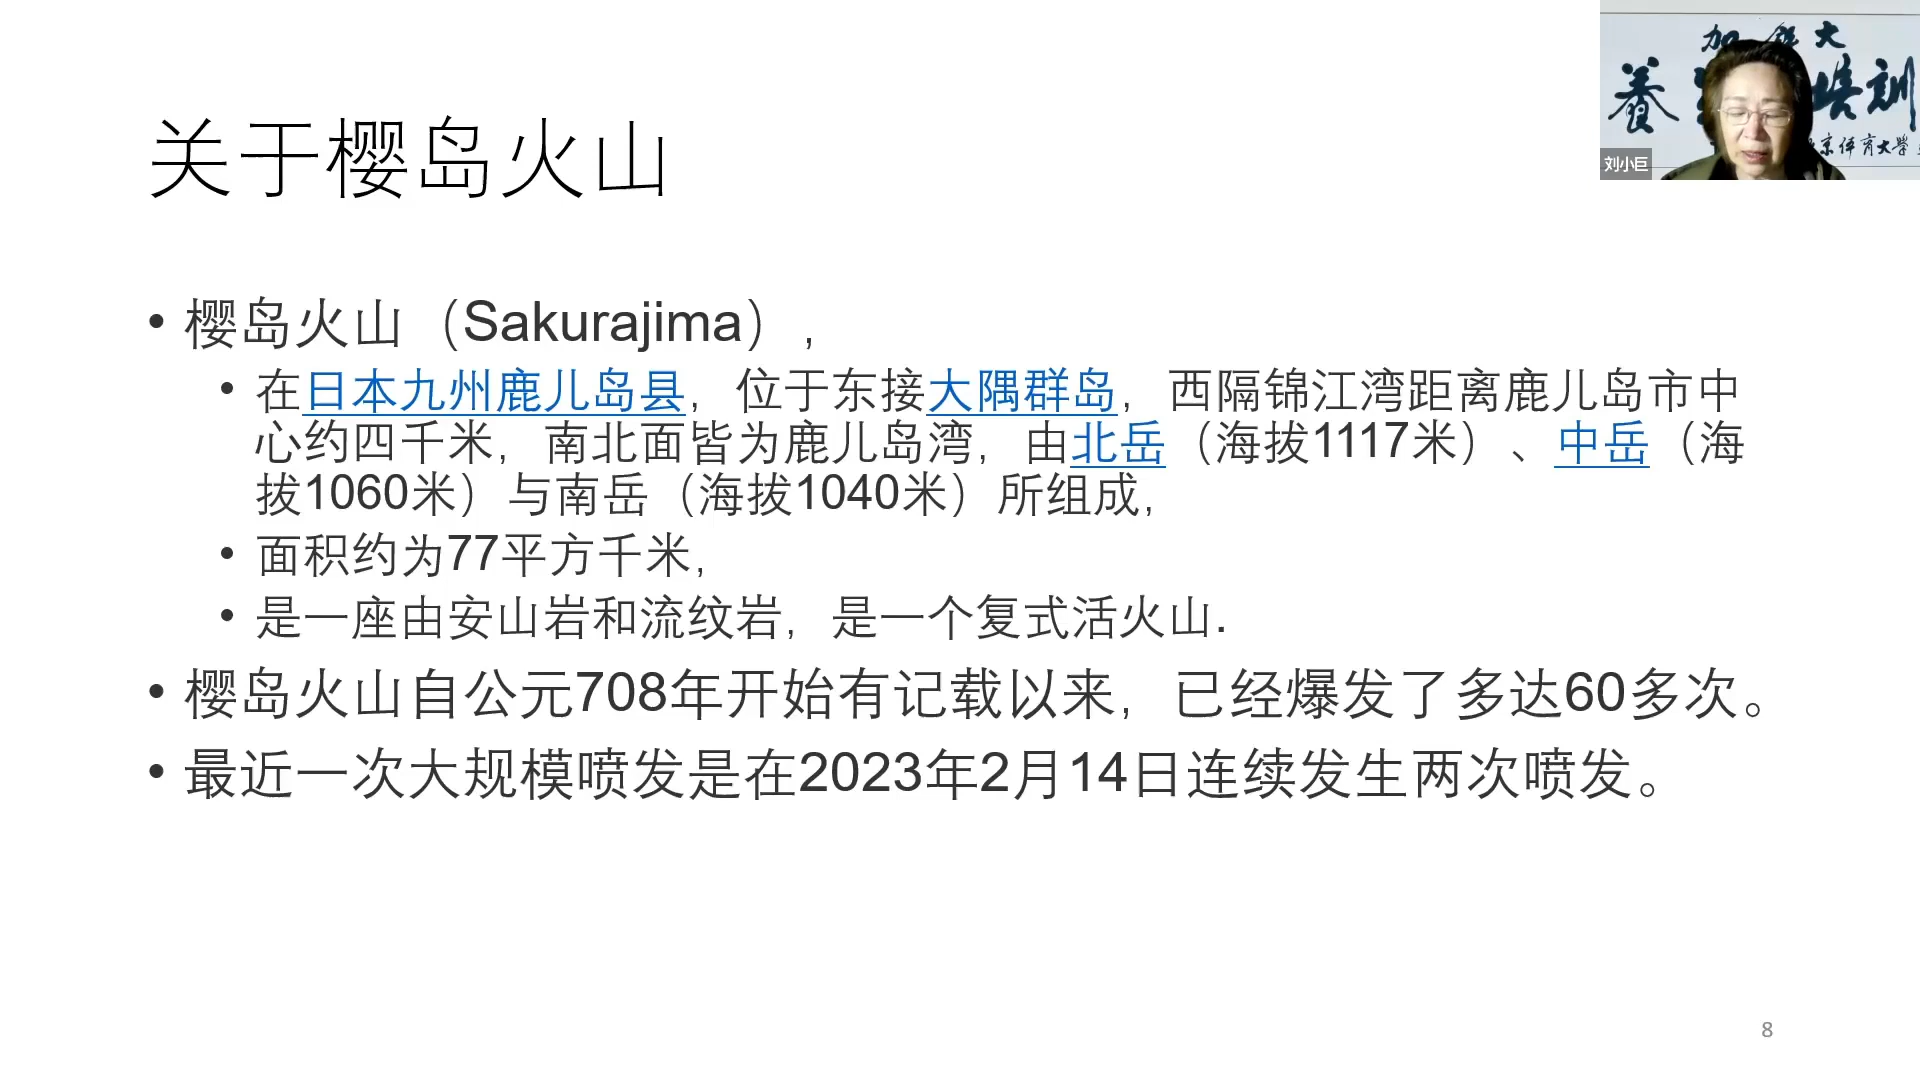 关于樱岛火山
• 樱岛火山（Sakurajima）,
• 在日本九州鹿儿岛县，位于东接大隅群岛，西隔锦江湾距离鹿儿岛市中
心约四千米，南北面皆为鹿儿岛湾，由北岳（海拔1117米）、中岳（海
拔1060米）与南岳（海拔1040米）所组成，
• 面积约为77平方千米，
• 是一座由安山岩和流纹岩，是一个复式活火山.
• 樱岛火山自公元708年开始有记载以来，已经爆发了多达60多次。
• 最近一次大规模喷发是在2023年2月14日连续发生两次喷发。
8
加 大
養 培训
京体育大學
刘小巨